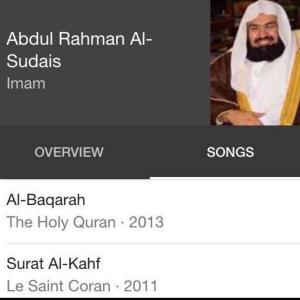 Abdul Rahman Al-
Sudais
Imam
OVERVIEW
SONGS
Al-Baqarah
The Holy Quran · 2013
Surat Al-Kahf
Le Saint Coran · 2011